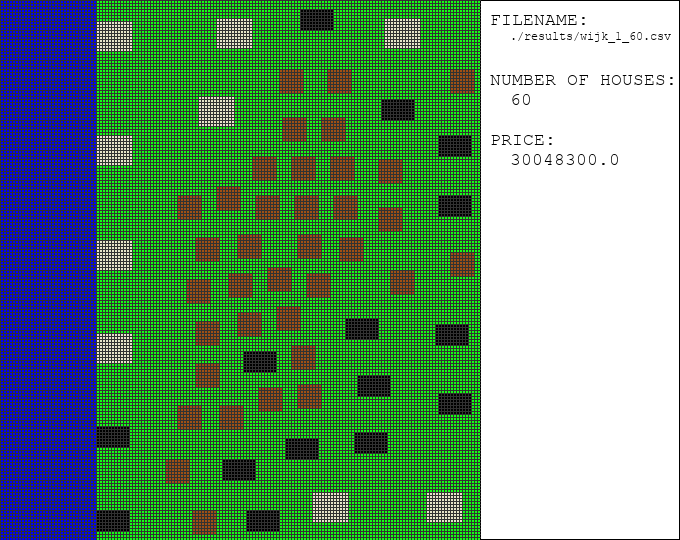 FILENAME:
./results/wijk_1_60.csv
NUMBER OF HOUSES:
60
PRICE:
30048300.0